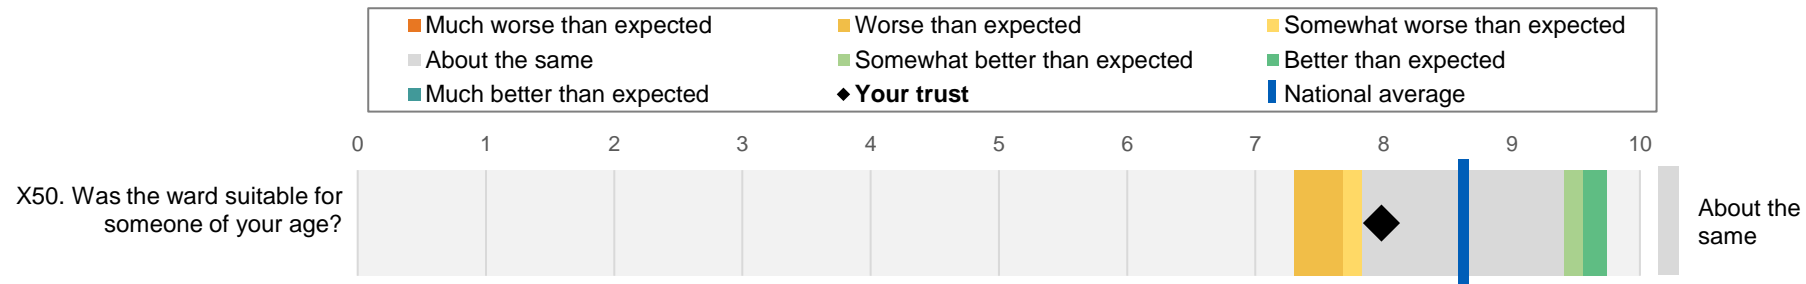 Much worse than expected
Worse than expected
Somewhat worse than expected
About the same
Somewhat better than expected
Better than expected
Much better than expected
Your trust
National average
0 1 2 3 4 5 6 7 8 9 10
X50. Was the ward suitable for
someone of your age?
About the
same